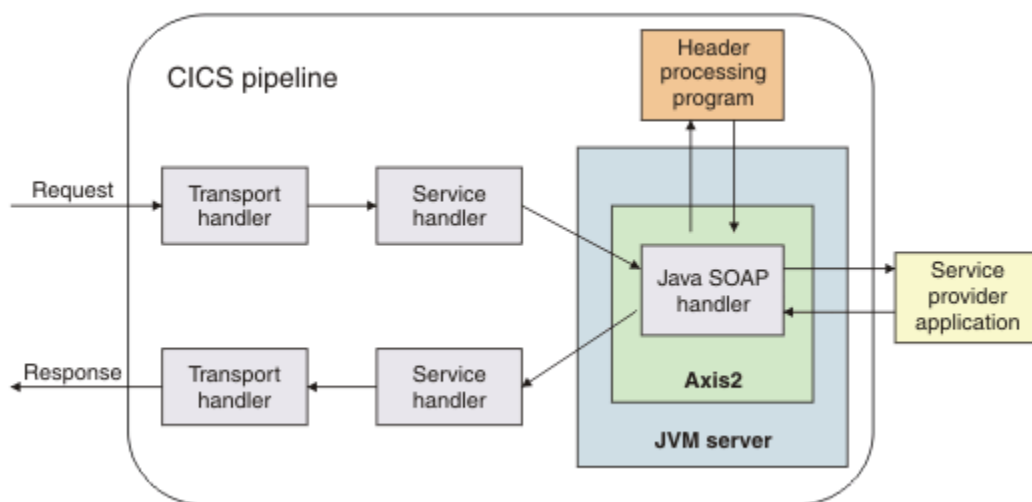 Header
processing
program
CICS pipeline
Request
Transport
handler
Service
handler
Java SOAP
handler
Service
provider
application
Response
Transport
handler
Service
handler
Axis2
JVM server